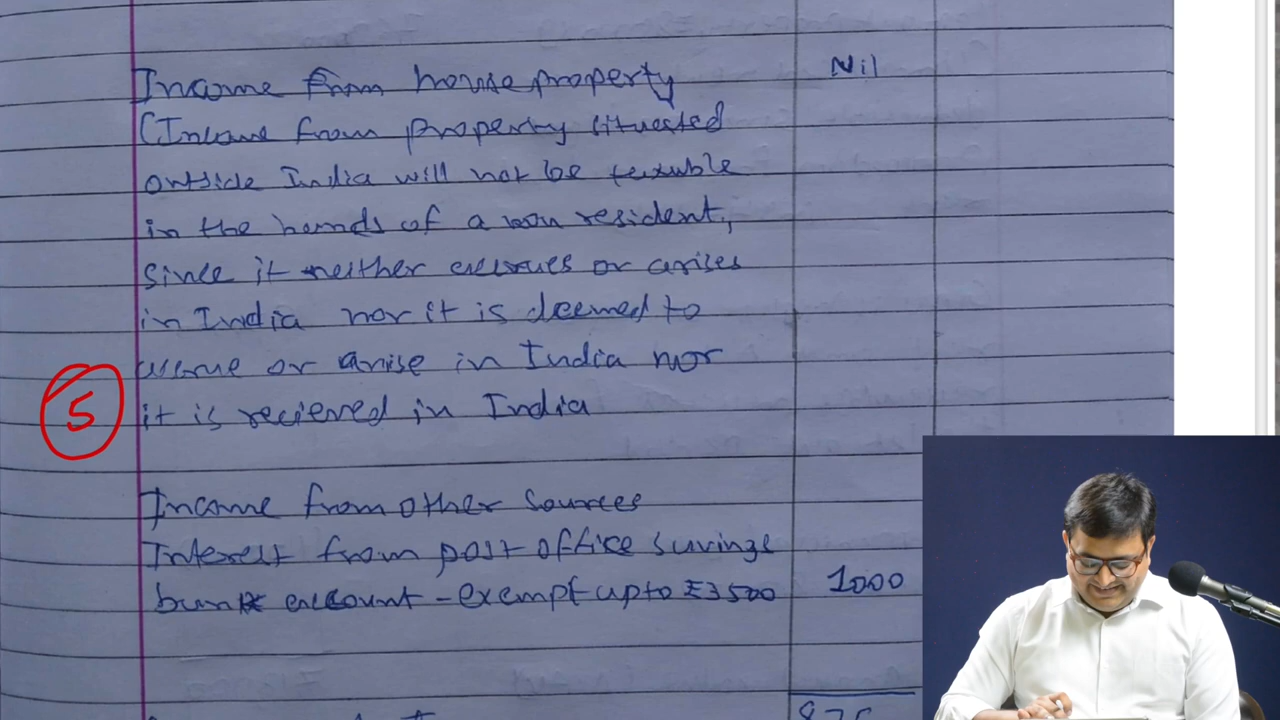 Income from house property Nil
(Income from property situated
outside India will not be taxable
in the hands of a non resident,
since it neither accrues or arises
in India nor it is deemed to
accrue or arise in India nor
5 it is recieved in India
Income from other sources
Interest from post office savings
bank account - exempt upto ₹3500 1000